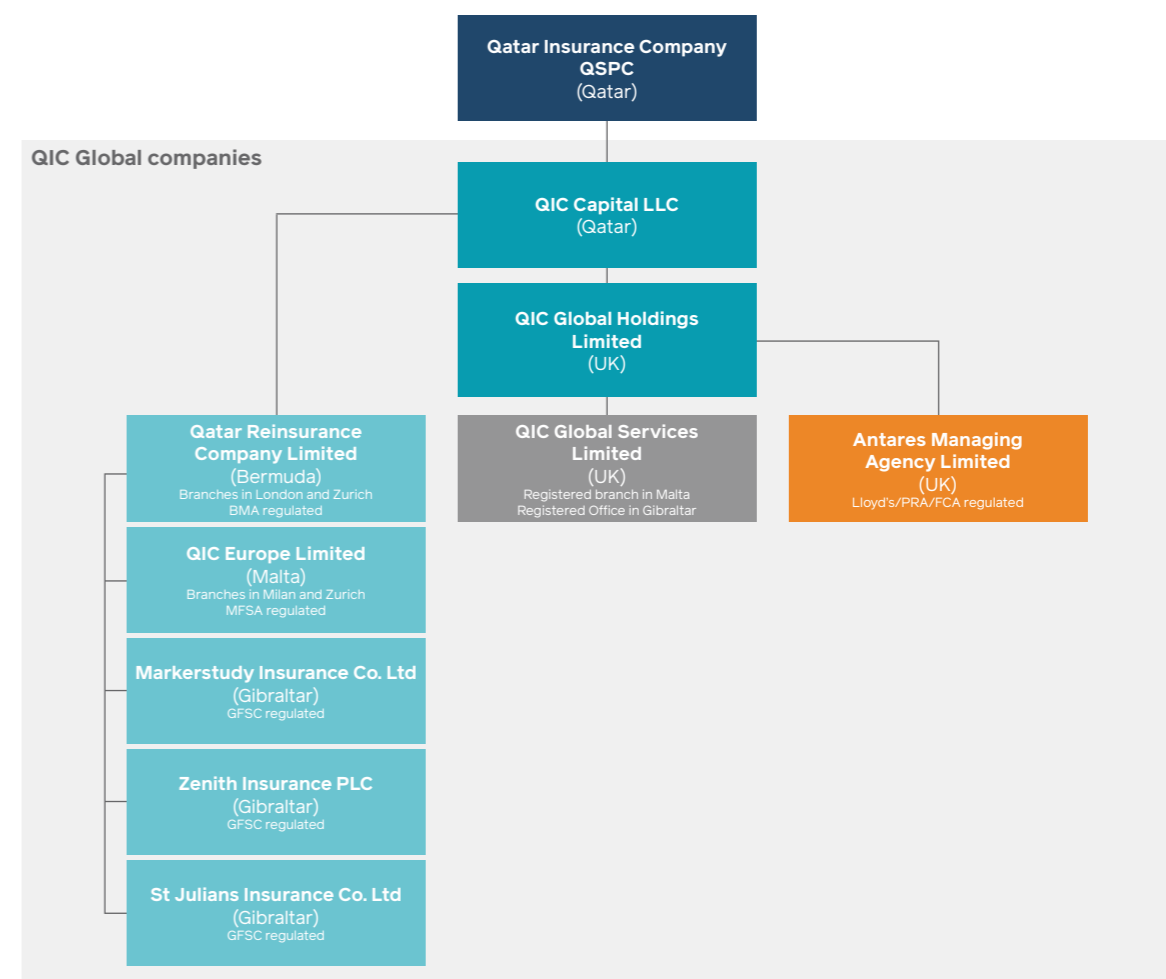 Qatar Insurance Company
QSPC
(Qatar)
QIC Global companies
QIC Capital LLC
(Qatar)
QIC Global Holdings
Limited
(UK)
Qatar Reinsurance
Company Limited
(Bermuda)
Branches in London and Zurich
BMA regulated
QIC Global Services
Limited
(UK)
Registered branch in Malta
Registered Office in Gibraltar
Antares Managing
Agency Limited
(UK)
Lloyd's/PRA/FCA regulated
QIC Europe Limited
(Malta)
Branches in Milan and Zurich
MFSA regulated
Markerstudy Insurance Co. Ltd
(Gibraltar)
GFSC regulated
Zenith Insurance PLC
(Gibraltar)
GFSC regulated
St Julians Insurance Co. Ltd
(Gibraltar)
GFSC regulated